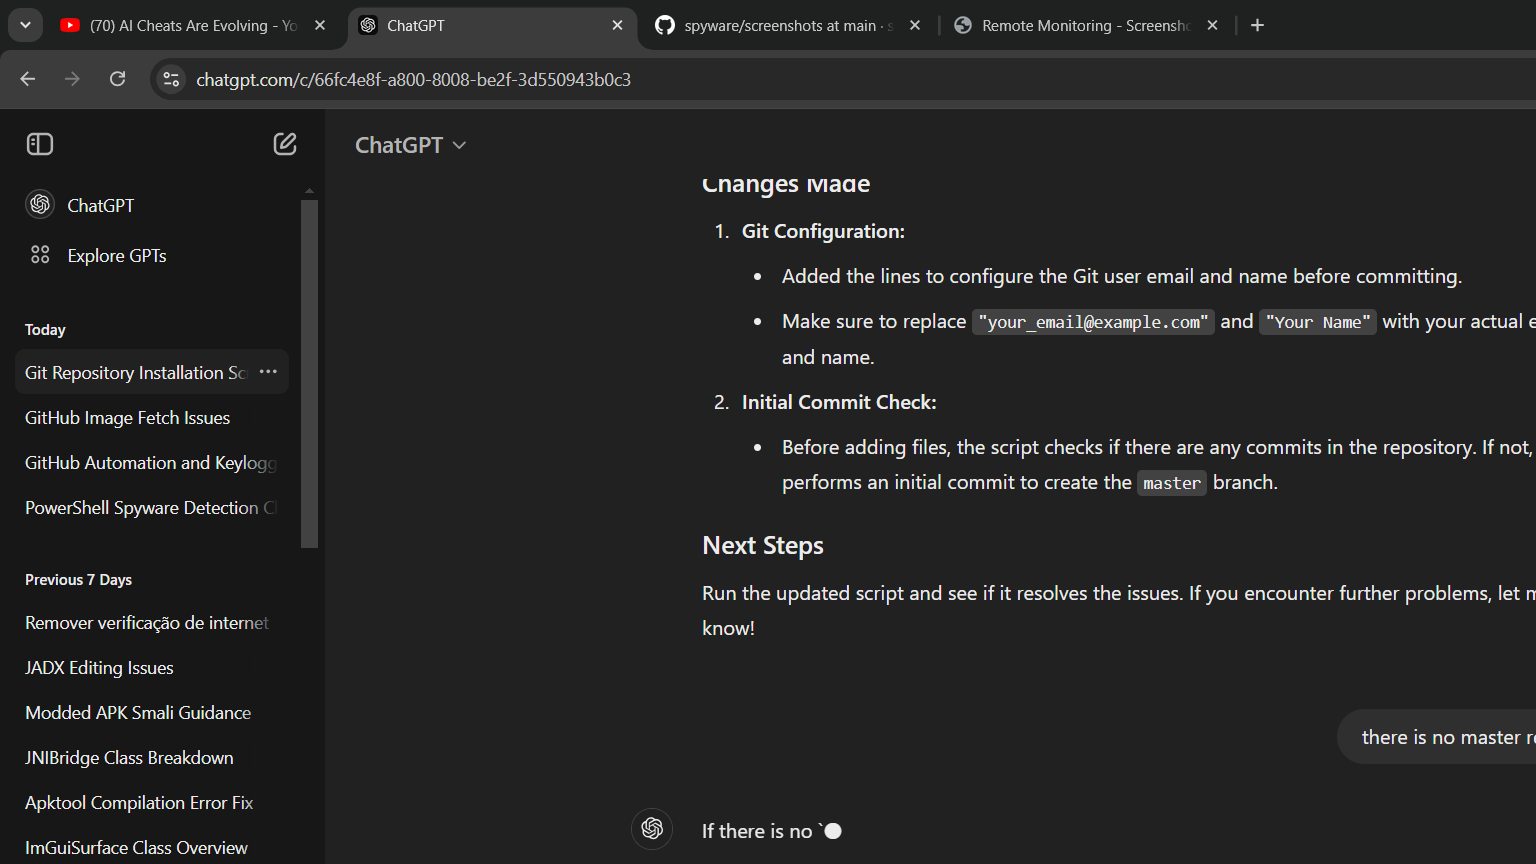 (70) AI Cheats Are Evolving - Yo
ChatGPT
spyware/screenshots at main · s
Remote Monitoring - Screensho
chatgpt.com/c/66fc4e8f-a800-8008-be2f-3d550943b0c3
ChatGPT
Explore GPTs
Today
Git Repository Installation Scr
GitHub Image Fetch Issues
GitHub Automation and Keylogg
PowerShell Spyware Detection Cl
Previous 7 Days
Remover verificação de internet
JADX Editing Issues
Modded APK Smali Guidance
JNIBridge Class Breakdown
Apktool Compilation Error Fix
ImGuiSurface Class Overview
ChatGPT
Changes Made
1. Git Configuration:
• Added the lines to configure the Git user email and name before committing.
• Make sure to replace "your_email@example.com" and "Your Name" with your actual e
and name.
2. Initial Commit Check:
• Before adding files, the script checks if there are any commits in the repository. If not,
performs an initial commit to create the master branch.
Next Steps
Run the updated script and see if it resolves the issues. If you encounter further problems, let m
know!
there is no master re
If there is no `